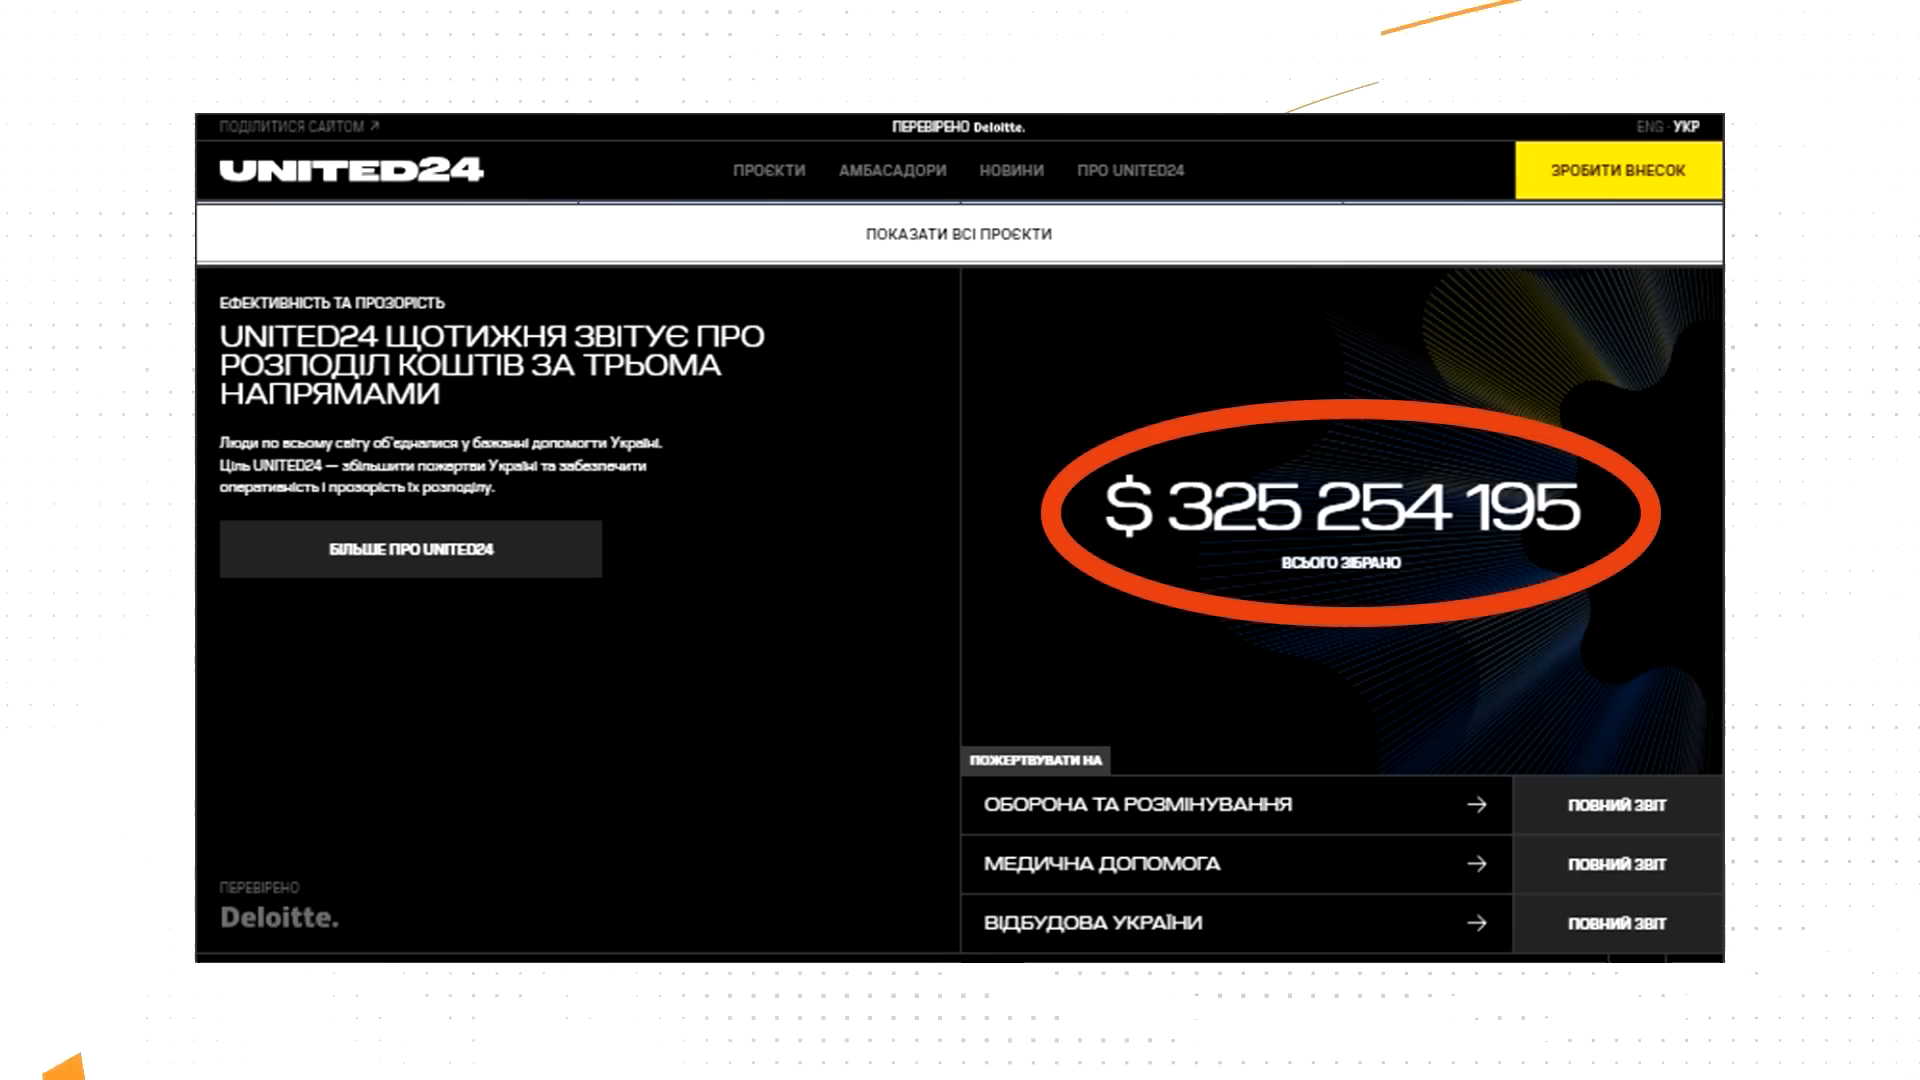 ПОДІЛИТИСЯ САЙТОМ ↗
ПЕРЕВІРЕНО Deloitte.
ENG · УКР
UNITED24
ПРОЄКТИ
АМБАСАДОРИ
НОВИНИ
ПРО UNITED24
ЗРОБИТИ ВНЕСОК
ПОКАЗАТИ ВСІ ПРОЄКТИ
ЕФЕКТИВНІСТЬ ТА ПРОЗОРІСТЬ
UNITED24 ЩОТИЖНЯ ЗВІТУЄ ПРО
РОЗПОДІЛ КОШТІВ ЗА ТРЬОМА
НАПРЯМАМИ
Люди по всьому світу об'єдналися у бажанні допомогти Україні.
Ціль UNITED24 — збільшити пожертви Україні та забезпечити
оперативність і прозорість їх розподілу.
БІЛЬШЕ ПРО UNITED24
ПЕРЕВІРЕНО
Deloitte.
$ 325 254 195
ВСЬОГО ЗІБРАНО
ПОЖЕРТВУВАТИ НА
ОБОРОНА ТА РОЗМІНУВАННЯ →
ПОВНИЙ ЗВІТ
МЕДИЧНА ДОПОМОГА →
ПОВНИЙ ЗВІТ
ВІДБУДОВА УКРАЇНИ →
ПОВНИЙ ЗВІТ